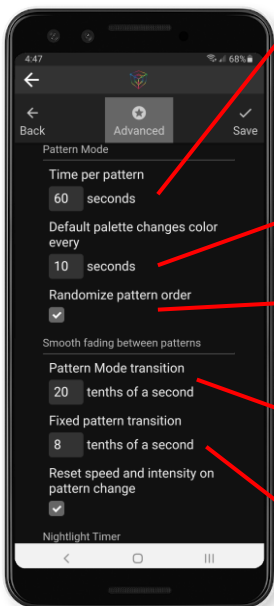 4:47 68%
Back Advanced Save
Pattern Mode
Time per pattern
60 seconds
Default palette changes color
every
10 seconds
Randomize pattern order
Smooth fading between patterns
Pattern Mode transition
20 tenths of a second
Fixed pattern transition
8 tenths of a second
Reset speed and intensity on
pattern change
Nightlight Timer